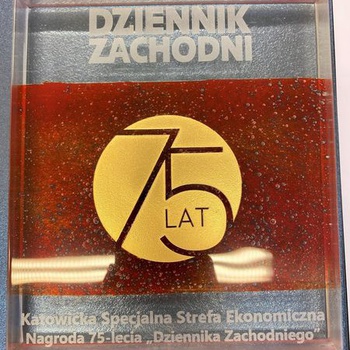 DZIENNIK
ZACHODNI
75
LAT
Katowicka Specjalna Strefa Ekonomiczna
Nagroda 75-lecia „Dziennika Zachodniego”